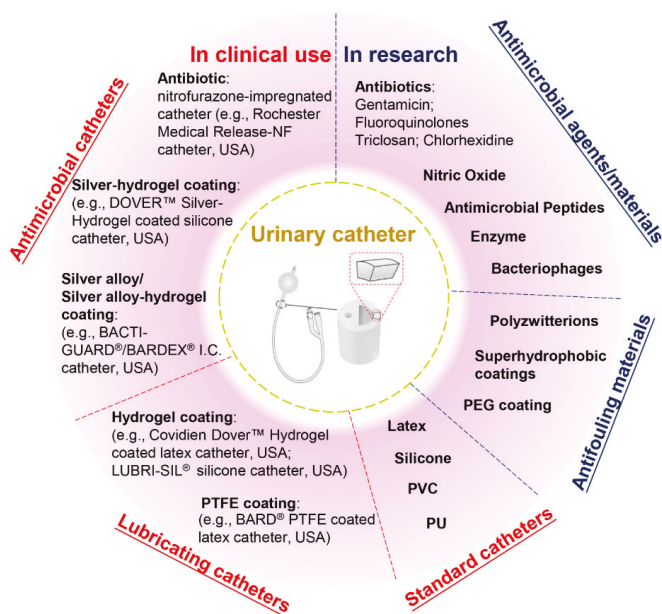 In clinical use
In research
Antibiotic:
nitrofurazone-impregnated
catheter (e.g., Rochester
Medical Release-NF
catheter, USA)
Silver-hydrogel coating:
(e.g., DOVER™ Silver-
Hydrogel coated silicone
catheter, USA)
Silver alloy/
Silver alloy-hydrogel
coating:
(e.g., BACTI-
GUARD®/BARDEX® I.C.
catheter, USA)
Antimicrobial catheters
Hydrogel coating:
(e.g., Covidien Dover™ Hydrogel
coated latex catheter, USA;
LUBRI-SIL® silicone catheter, USA)
PTFE coating:
(e.g., BARD® PTFE coated
latex catheter, USA)
Lubricating catheters
Urinary catheter
Antibiotics:
Gentamicin;
Fluoroquinolones
Triclosan; Chlorhexidine
Nitric Oxide
Antimicrobial Peptides
Enzyme
Bacteriophages
Antimicrobial agents/materials
Polyzwitterions
Superhydrophobic
coatings
PEG coating
Antifouling materials
Latex
Silicone
PVC
PU
Standard catheters